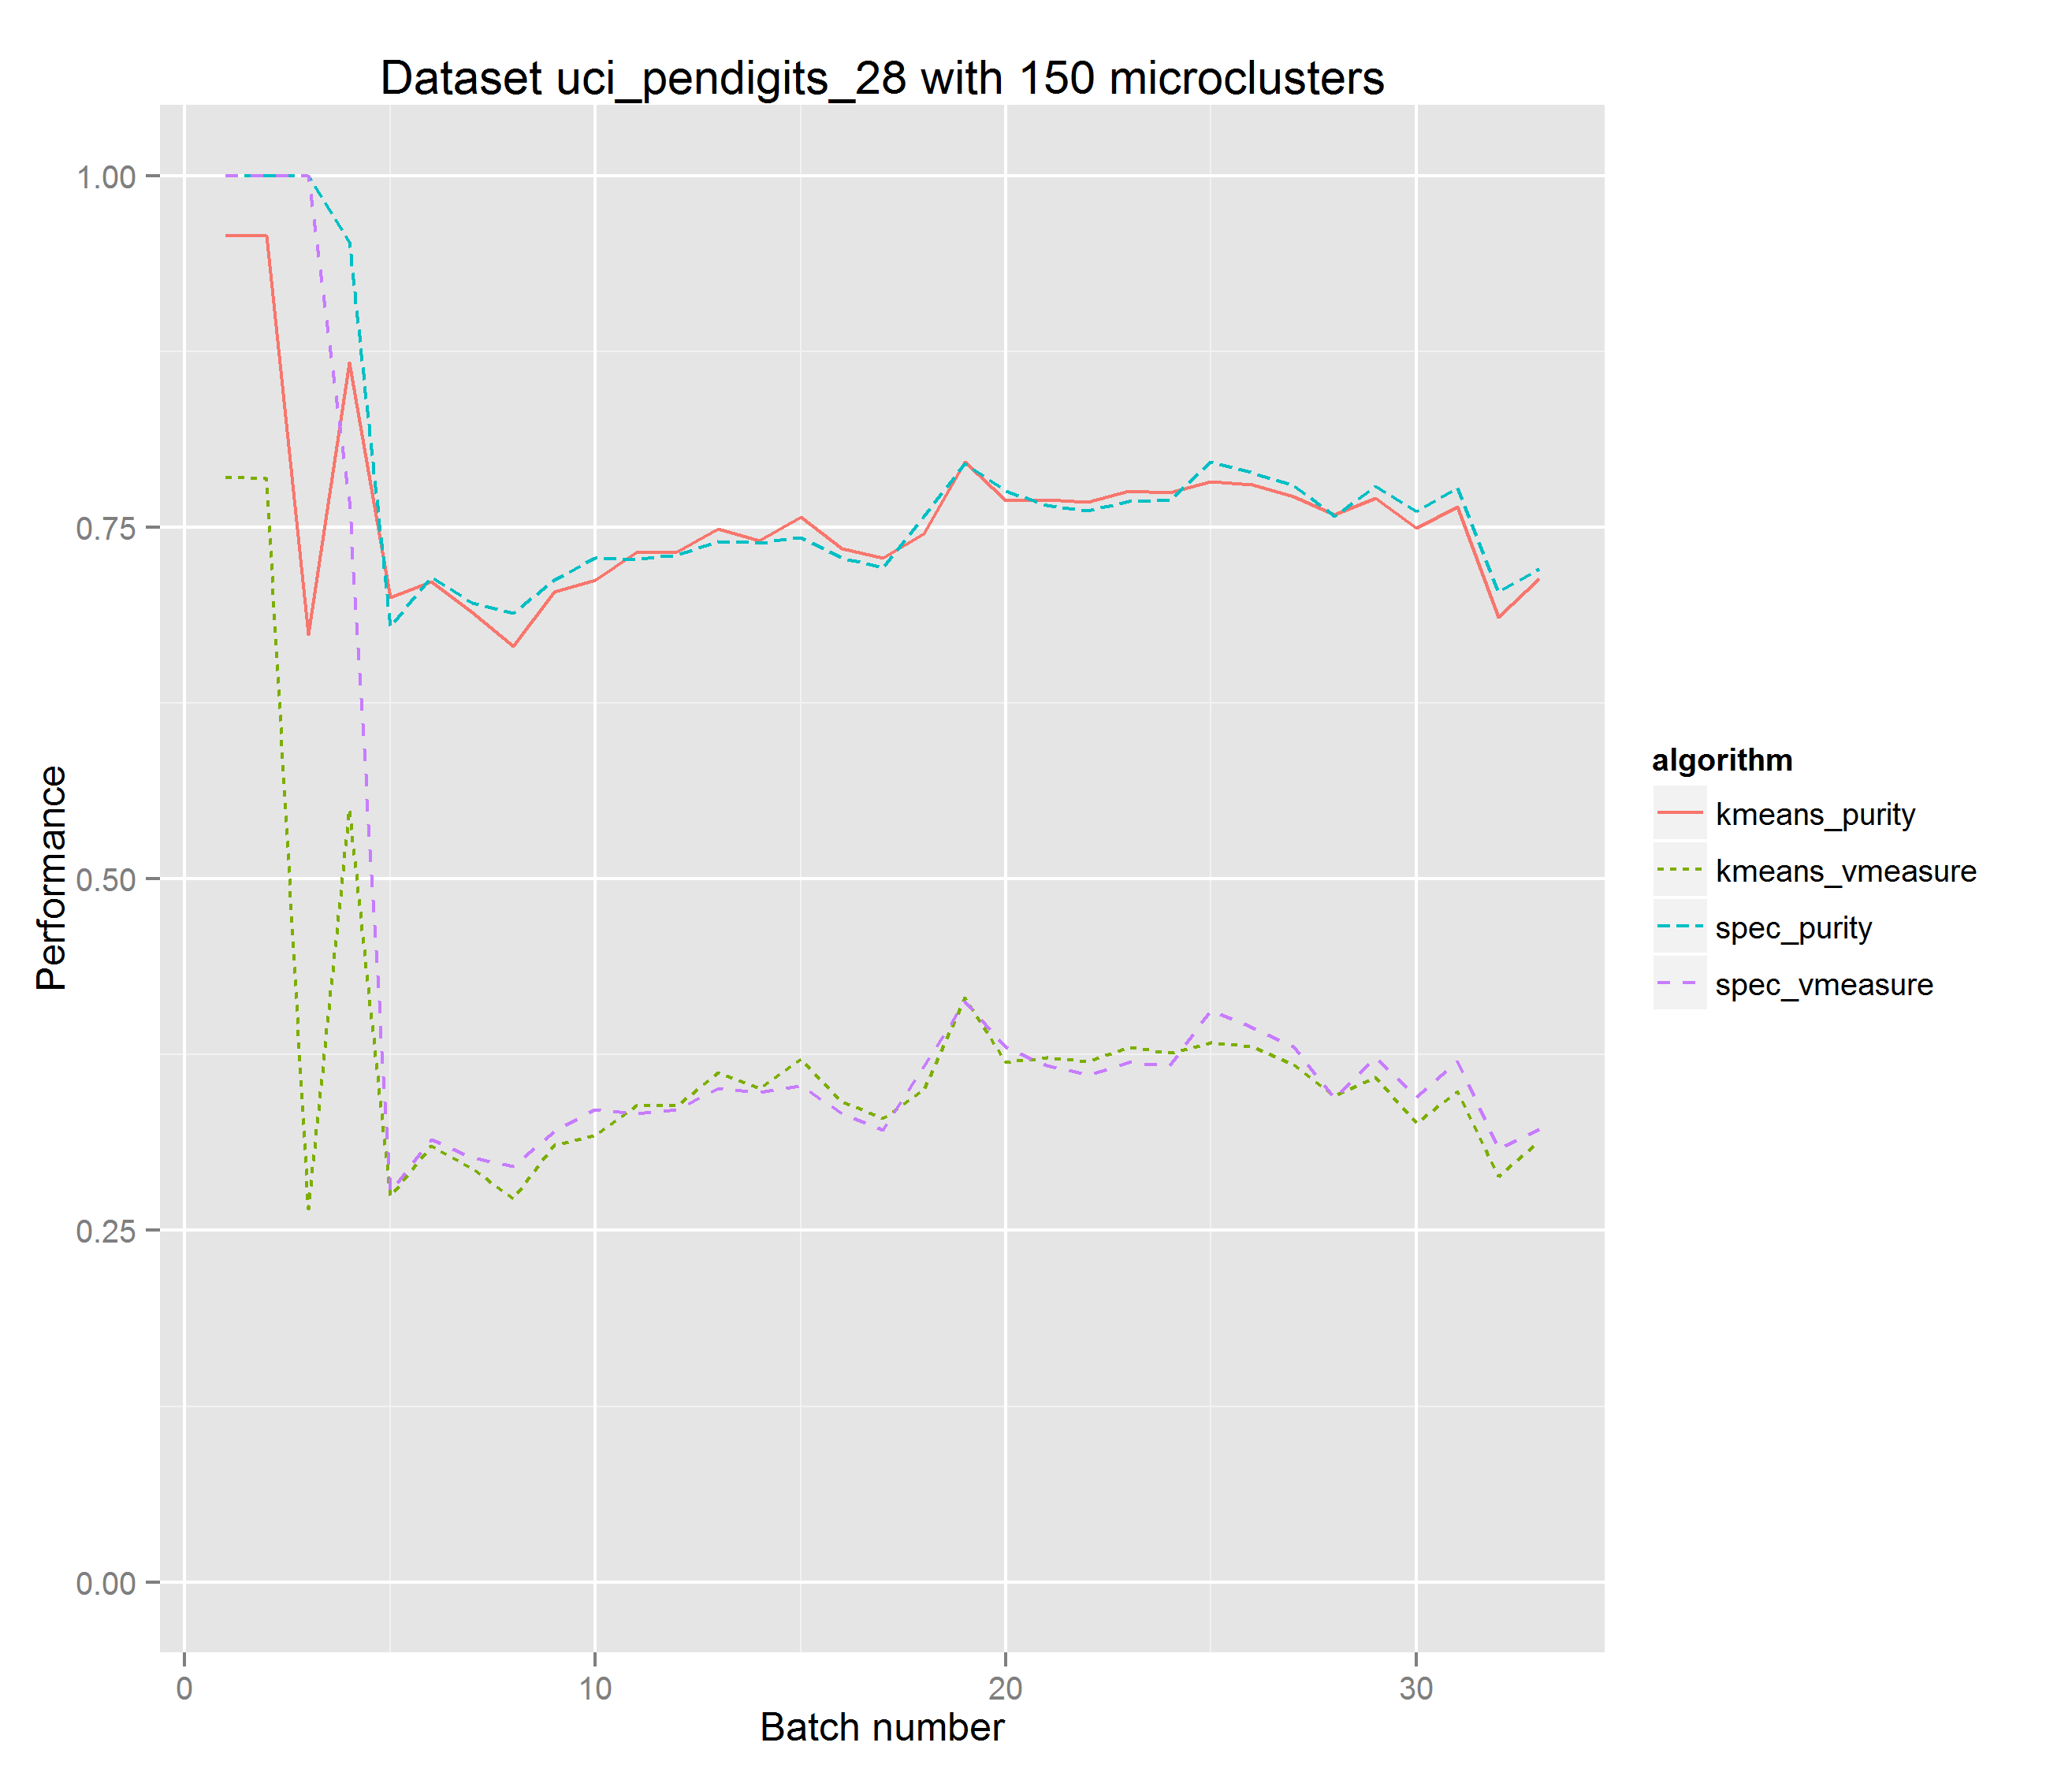 Dataset uci_pendigits_28 with 150 microclusters
1.00
0.75
0.50
0.25
0.00
Performance
0 10 20 30
Batch number
algorithm
kmeans_purity
kmeans_vmeasure
spec_purity
spec_vmeasure